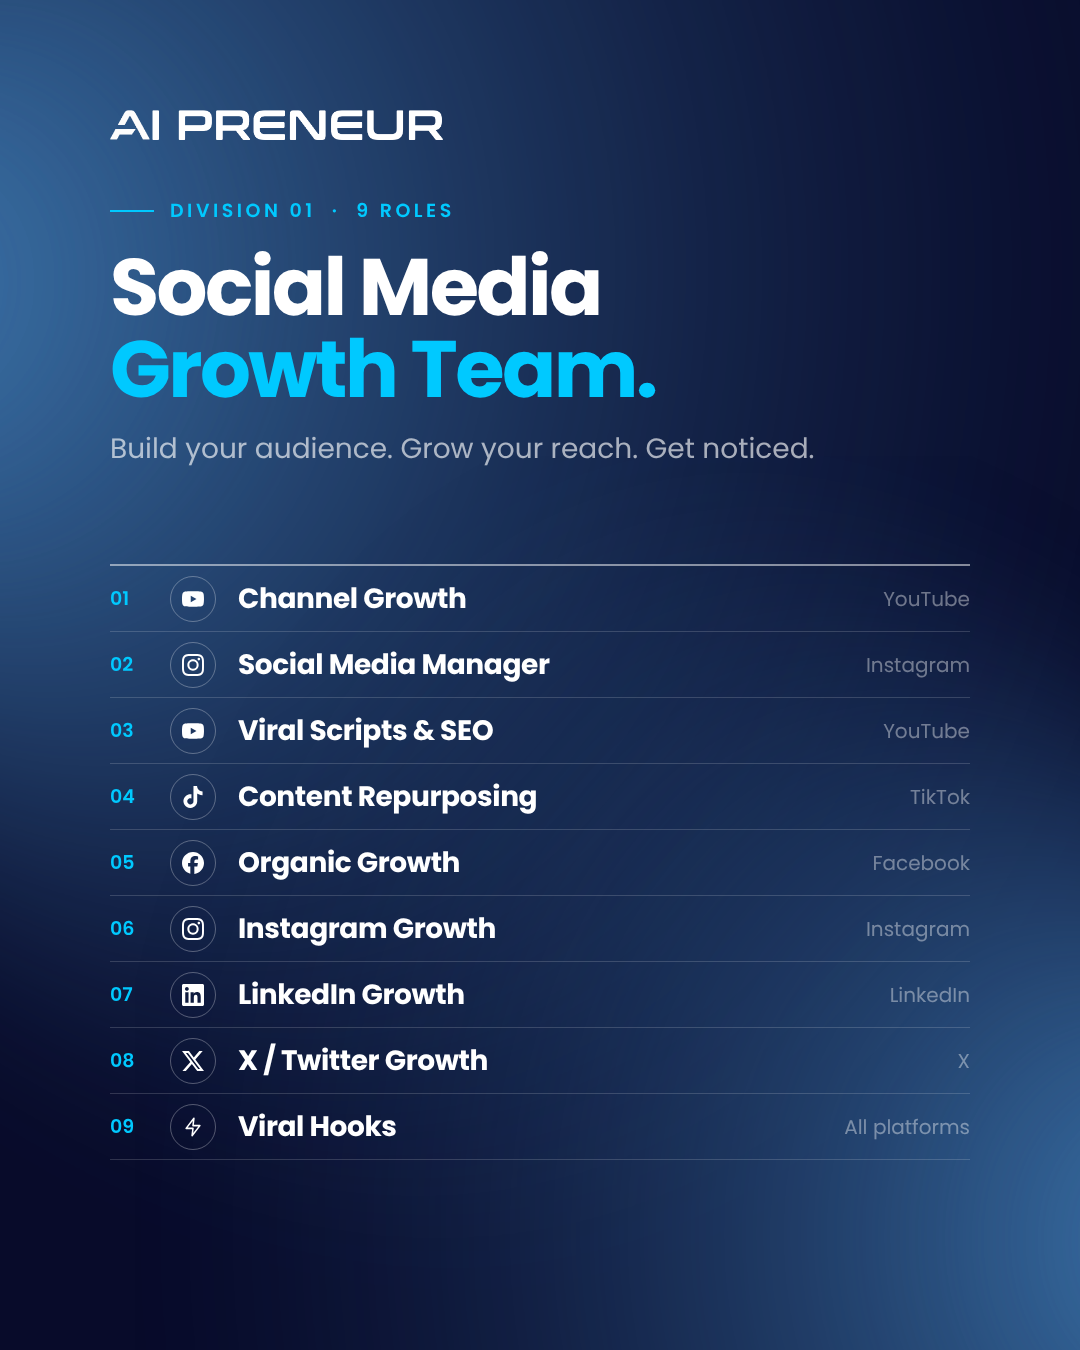 AI PRENEUR
DIVISION 01 · 9 ROLES
Social Media
Growth Team.
Build your audience. Grow your reach. Get noticed.
01 Channel Growth YouTube
02 Social Media Manager Instagram
03 Viral Scripts & SEO YouTube
04 Content Repurposing TikTok
05 Organic Growth Facebook
06 Instagram Growth Instagram
07 LinkedIn Growth LinkedIn
08 X / Twitter Growth X
09 Viral Hooks All platforms